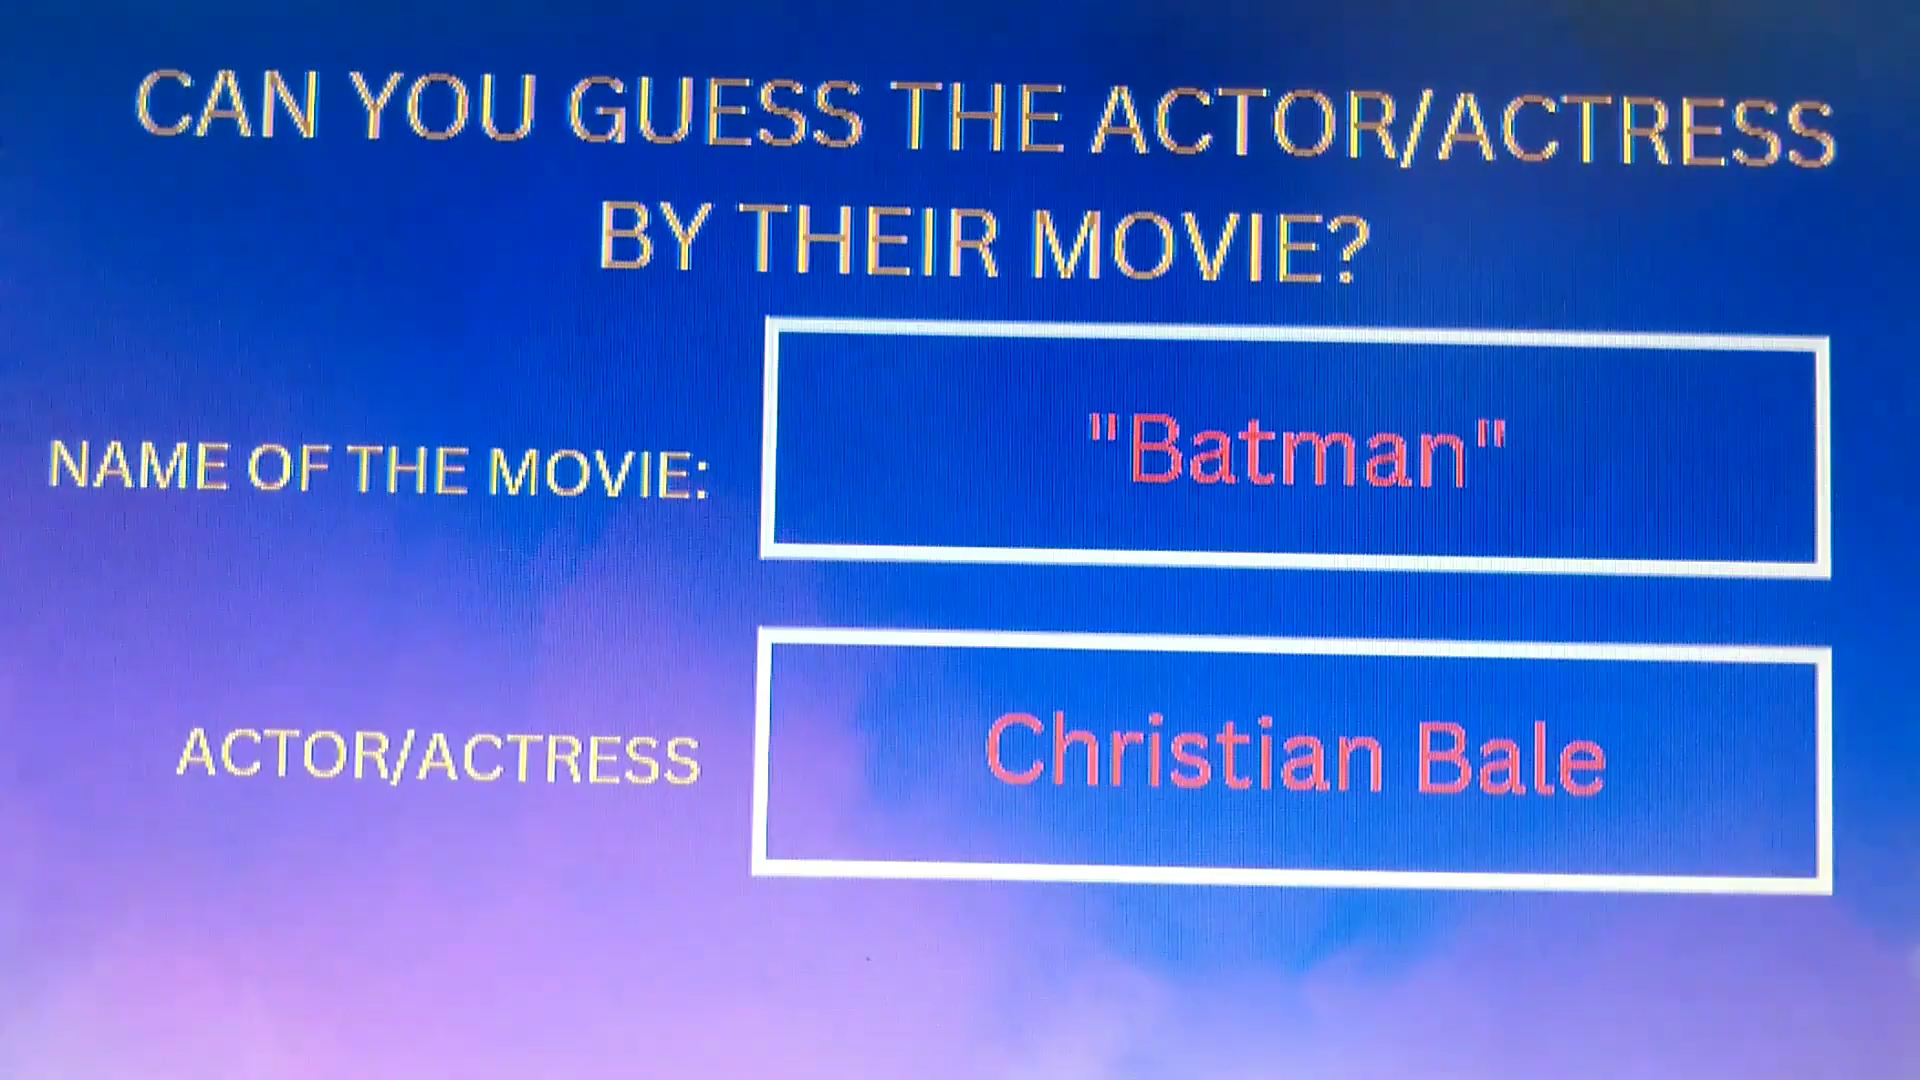 CAN YOU GUESS THE ACTOR/ACTRESS
BY THEIR MOVIE?
NAME OF THE MOVIE:
"Batman"
ACTOR/ACTRESS
Christian Bale